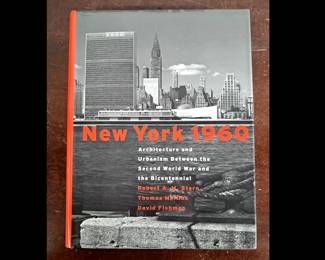 New York 1960
Architecture and
Urbanism Between the
Second World War and
the Bicentennial
Robert A. M. Stern
Thomas Mellins
David Fishman